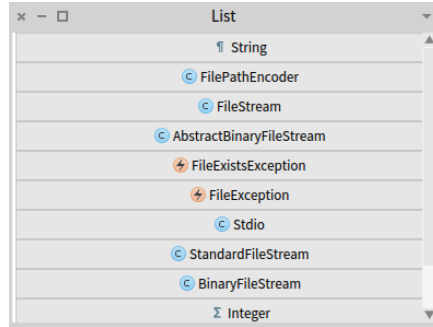 List
¶ String
C FilePathEncoder
C FileStream
C AbstractBinaryFileStream
FileExistsException
FileException
C Stdio
C StandardFileStream
C BinaryFileStream
Σ Integer